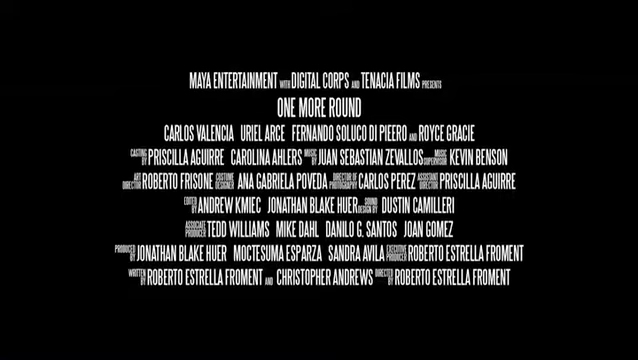 MAYA ENTERTAINMENT WITH DIGITAL CORPS AND TENACIA FILMS PRESENTS
ONE MORE ROUND
CARLOS VALENCIA URIEL ARCE FERNANDO SOLUCO DI PIEERO AND ROYCE GRACIE
CASTING BY PRISCILLA AGUIRRE CAROLINA AHLERS MUSIC BY JUAN SEBASTIAN ZEVALLOS MUSIC SUPERVISOR KEVIN BENSON
ART DIRECTOR ROBERTO FRISONE COSTUME DESIGNER ANA GABRIELA POVEDA DIRECTOR OF PHOTOGRAPHY CARLOS PEREZ ASSISTANT DIRECTOR PRISCILLA AGUIRRE
EDITED BY ANDREW KMIEC JONATHAN BLAKE HUER SOUND DESIGN BY DUSTIN CAMILLERI
ASSOCIATE PRODUCER TEDD WILLIAMS MIKE DAHL DANILO G. SANTOS JOAN GOMEZ
PRODUCED BY JONATHAN BLAKE HUER MOCTESUMA ESPARZA SANDRA AVILA EXECUTIVE PRODUCER ROBERTO ESTRELLA FROMENT
WRITTEN BY ROBERTO ESTRELLA FROMENT AND CHRISTOPHER ANDREWS DIRECTED BY ROBERTO ESTRELLA FROMENT